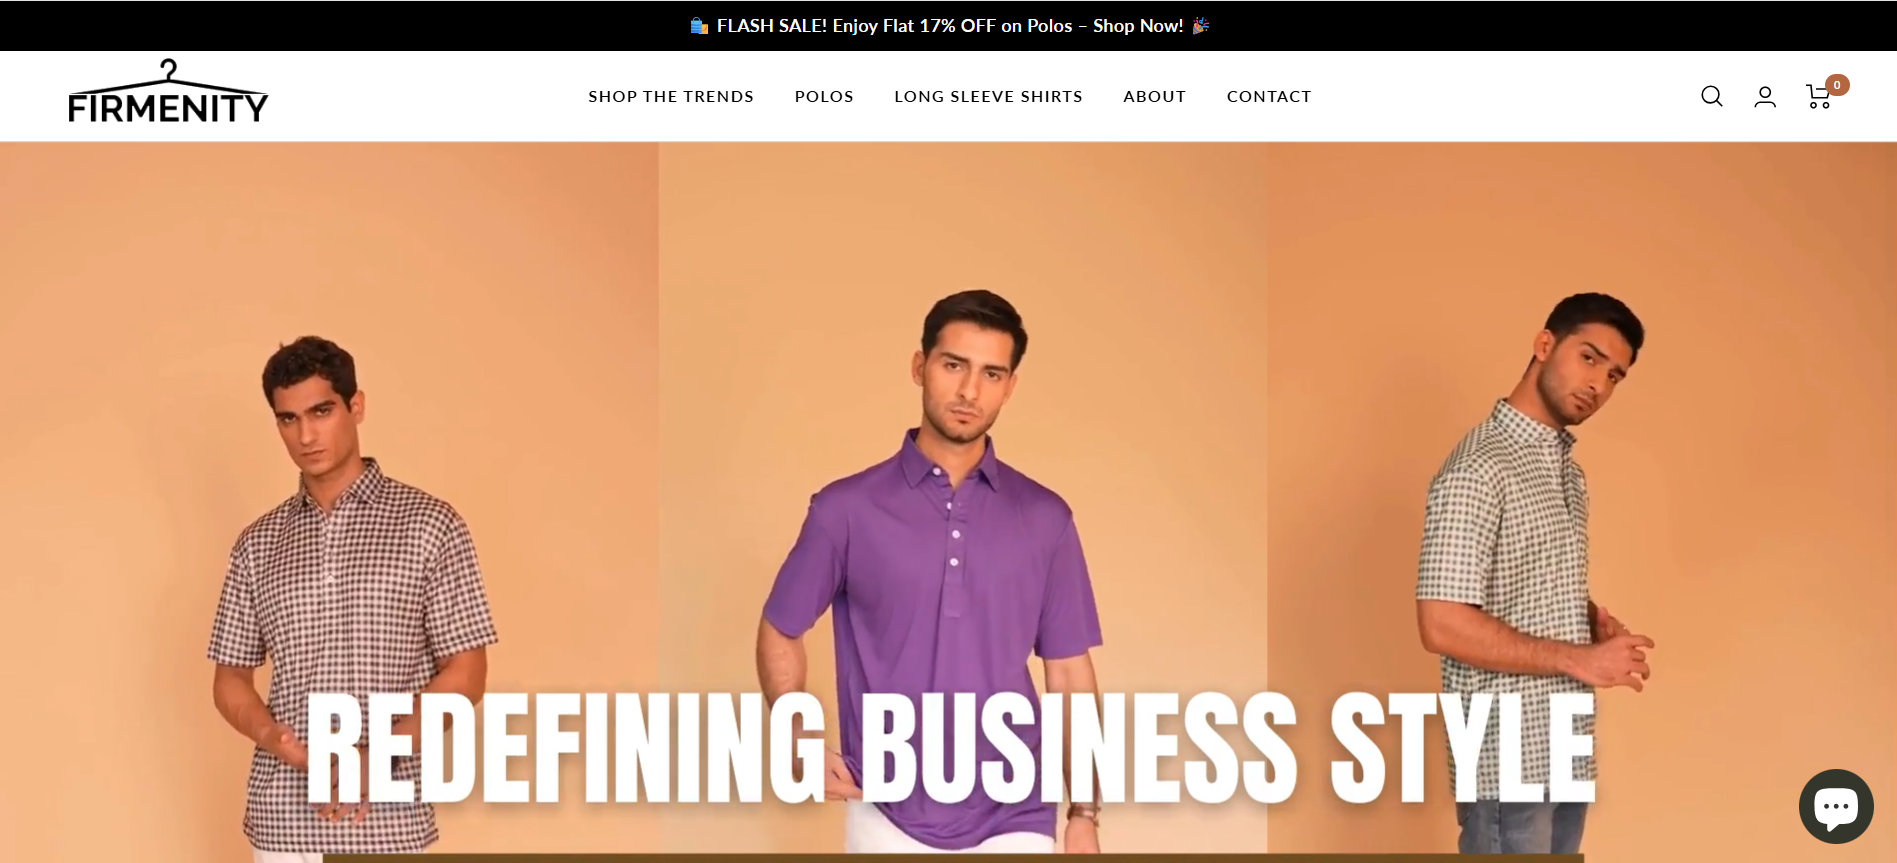 🛍️ FLASH SALE! Enjoy Flat 17% OFF on Polos – Shop Now! 🎉
FIRMENITY
SHOP THE TRENDS POLOS LONG SLEEVE SHIRTS ABOUT CONTACT
0
REDEFINING BUSINESS STYLE